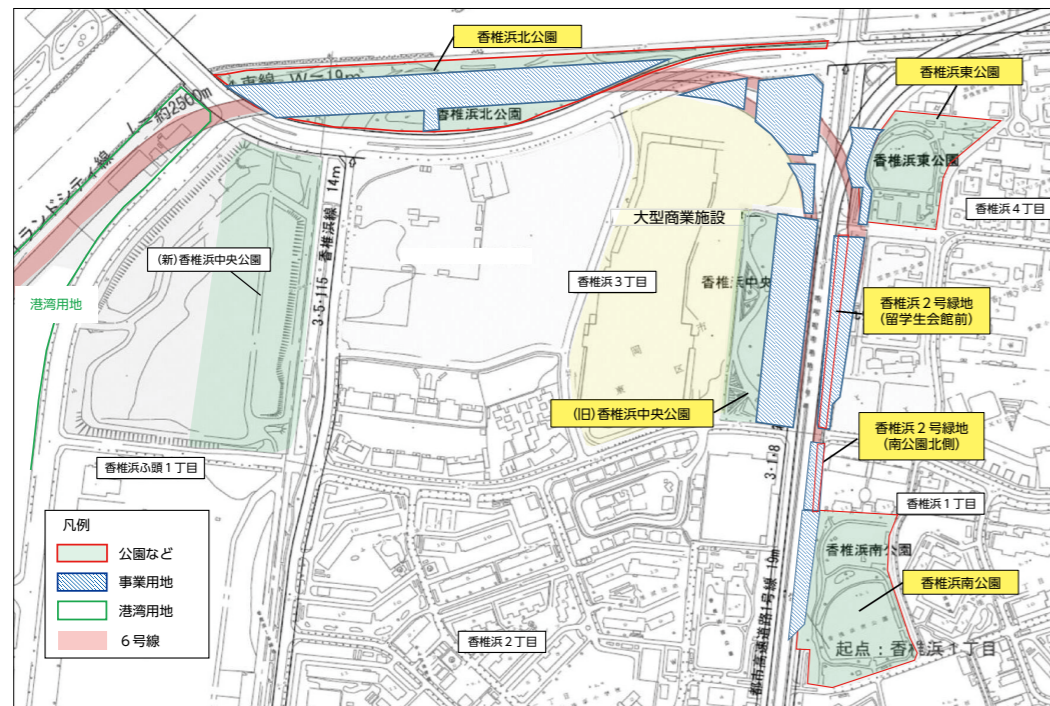 香椎浜北公園
香椎浜東公園
約2500m
香椎浜北公園
香椎浜東公園
香椎浜4丁目
(新)香椎浜中央公園
3・5・115 香椎浜線 14m
大型商業施設
香椎浜3丁目
香椎浜中央
港湾用地
香椎浜2号緑地
(留学生会館前)
(旧)香椎浜中央公園
香椎浜2号緑地
(南公園北側)
香椎浜ふ頭1丁目
3・1・8
香椎浜1丁目
凡例
公園など
事業用地
港湾用地
6号線
香椎浜南公園
香椎浜南公園
香椎浜2丁目
都市高速道路1号線 19m
起点:香椎浜1丁目